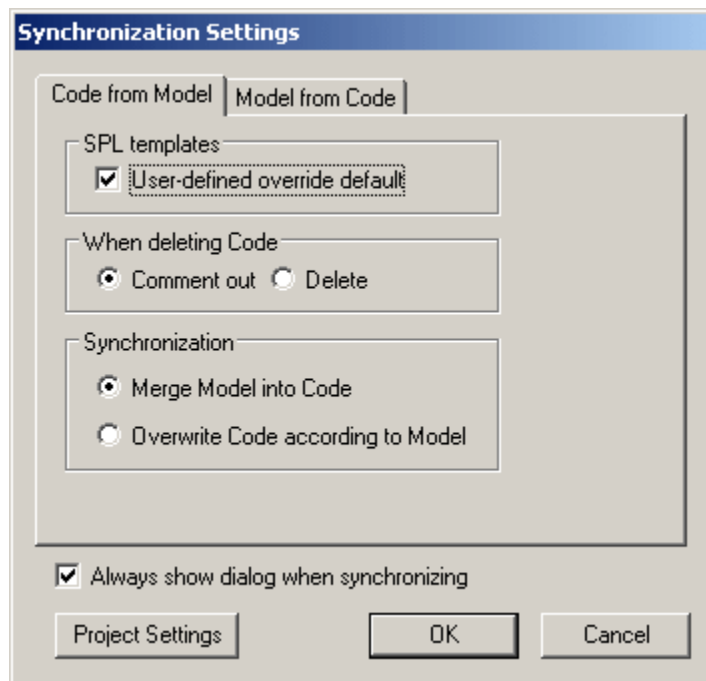 Synchronization Settings
Code from Model Model from Code
SPL templates
User-defined override default
When deleting Code
Comment out Delete
Synchronization
Merge Model into Code
Overwrite Code according to Model
Always show dialog when synchronizing
Project Settings OK Cancel